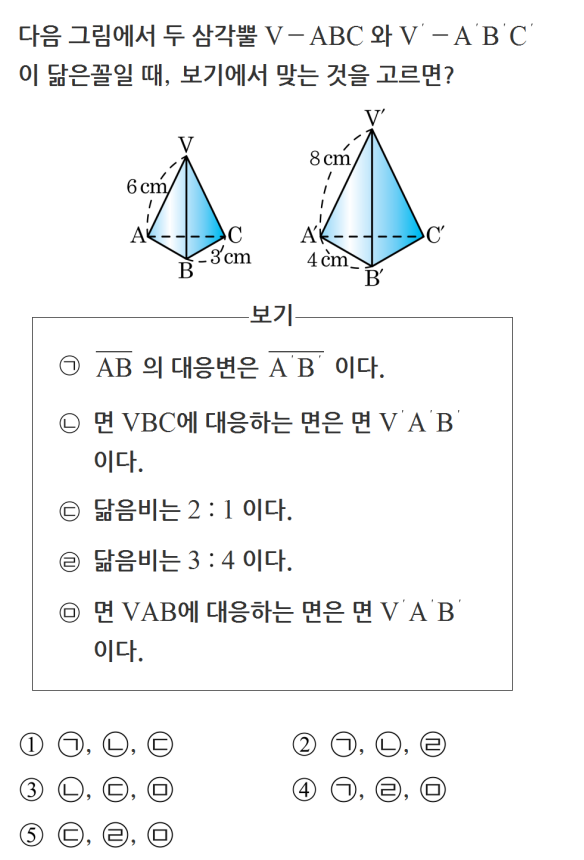 다음 그림에서 두 삼각뿔 V－ABC 와 V′－A′B′C′
이 닮은꼴일 때, 보기에서 맞는 것을 고르면?
V′
V
8 cm
6 cm
A
C
A′
C′
3 cm
4 cm
B
B′
보기
㉠ A͞B͞ 의 대응변은 A͞′B͞′ 이다.
㉡ 면 VBC에 대응하는 면은 면 V′A′B′
이다.
㉢ 닮음비는 2 : 1 이다.
㉣ 닮음비는 3 : 4 이다.
㉤ 면 VAB에 대응하는 면은 면 V′A′B′
이다.
① ㉠, ㉡, ㉢ ② ㉠, ㉡, ㉣
③ ㉡, ㉢, ㉤ ④ ㉠, ㉣, ㉤
⑤ ㉢, ㉣, ㉤